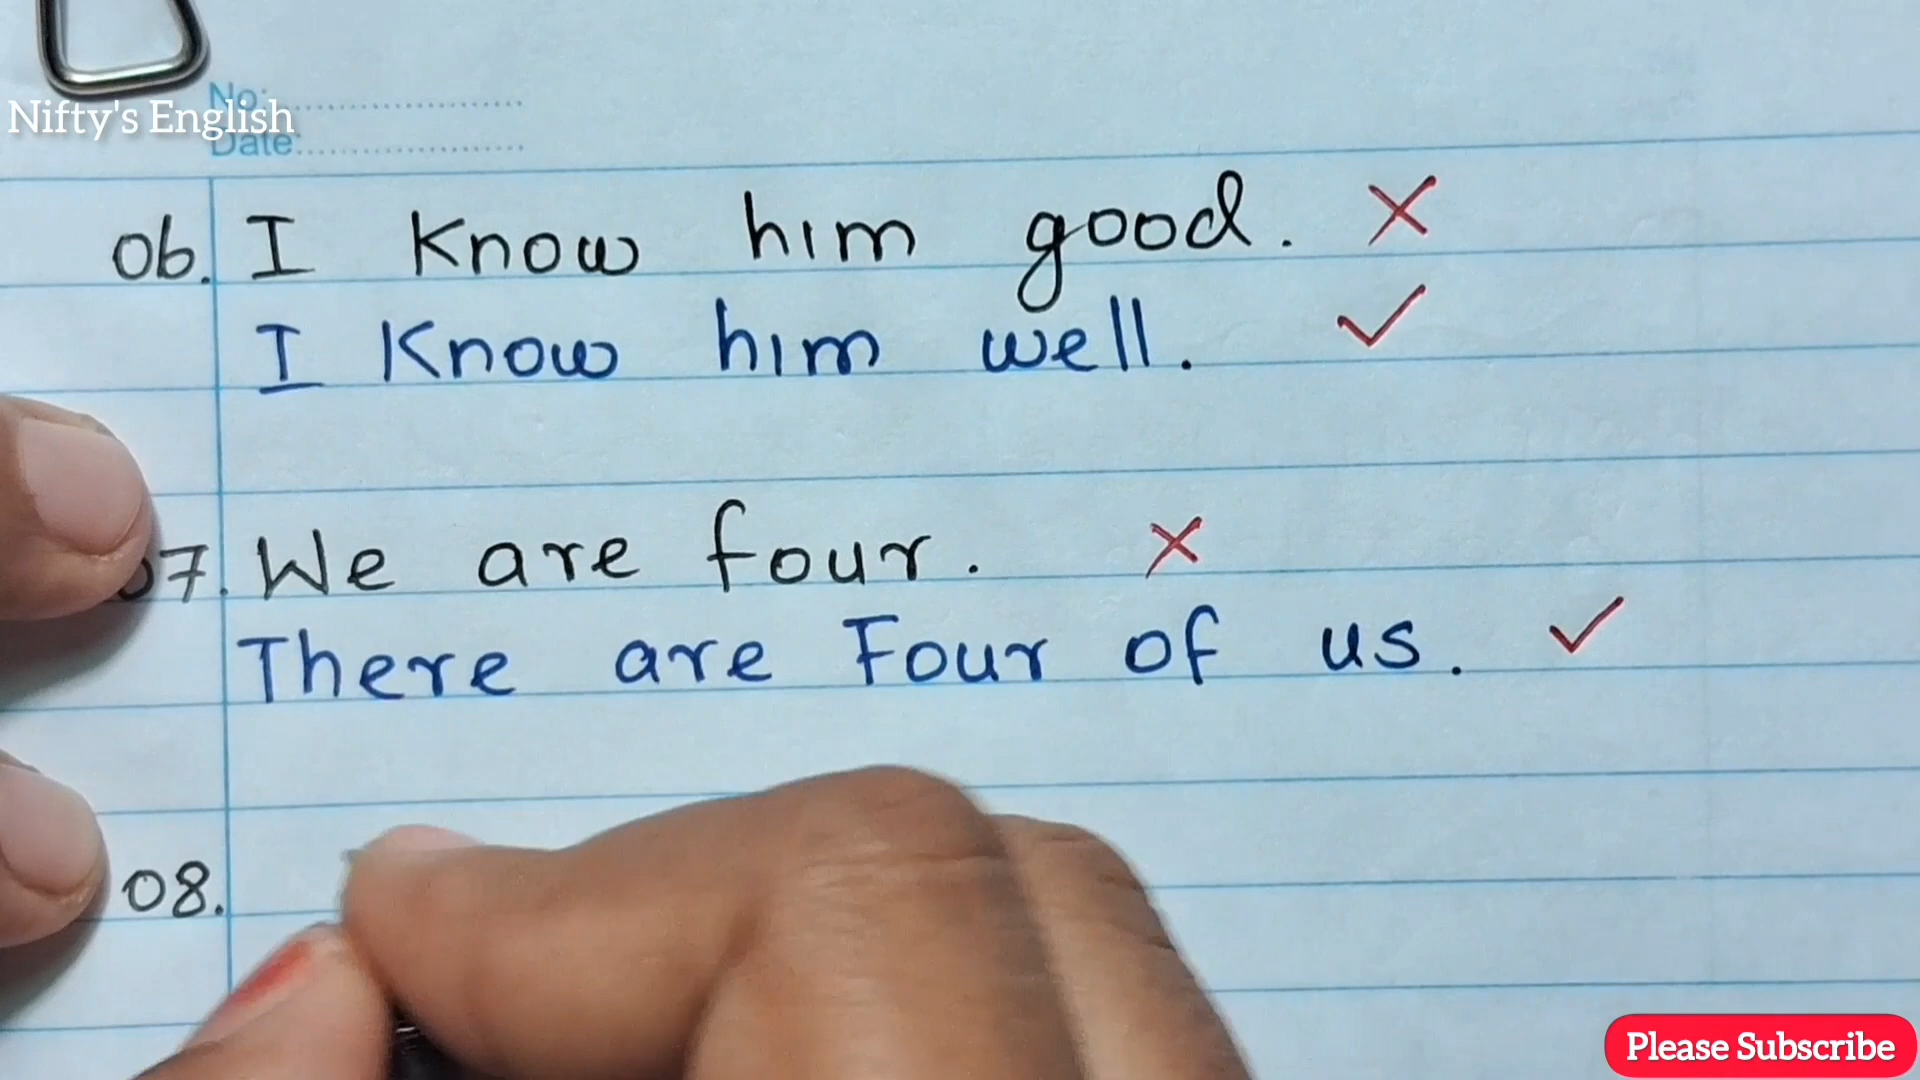 No:
Nifty's English
Date:
06. I Know him good. ✗
I Know him well. ✓
07. We are four. ✗
There are Four of us. ✓
08.
Please Subscribe